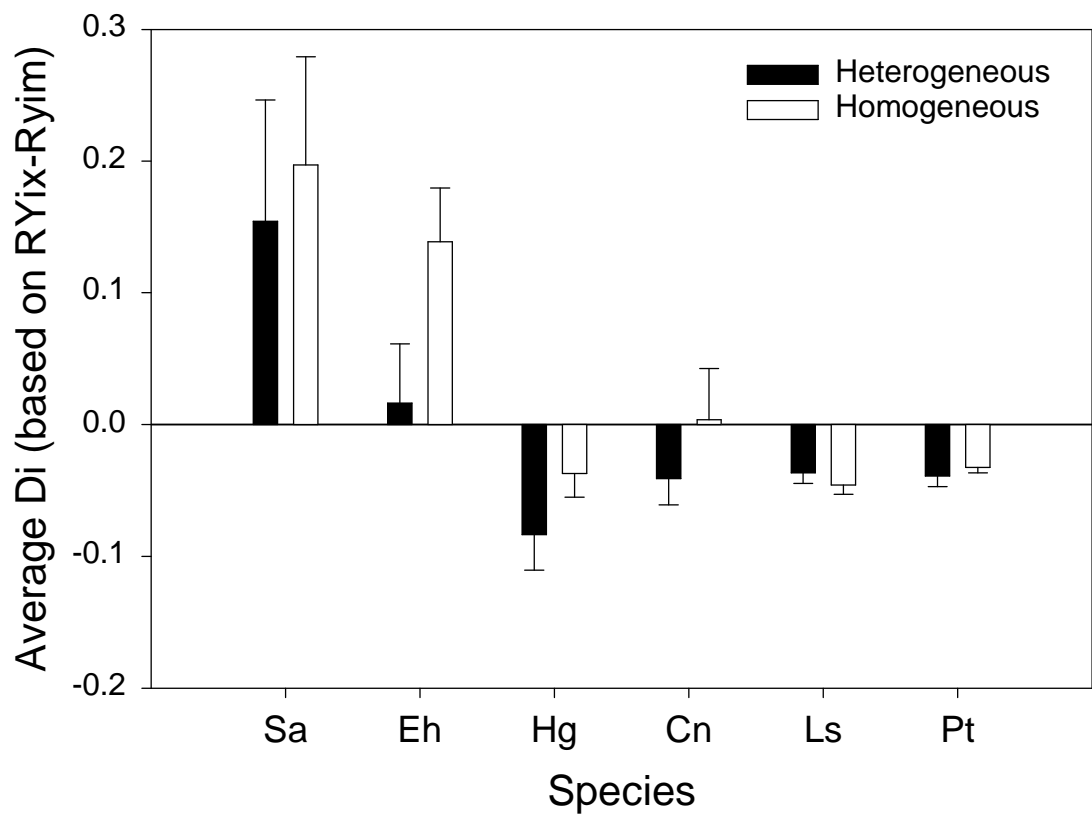 Average Di (based on RYix-Ryim)
0.3
0.2
0.1
0.0
-0.1
-0.2
Heterogeneous
Homogeneous
Sa Eh Hg Cn Ls Pt
Species